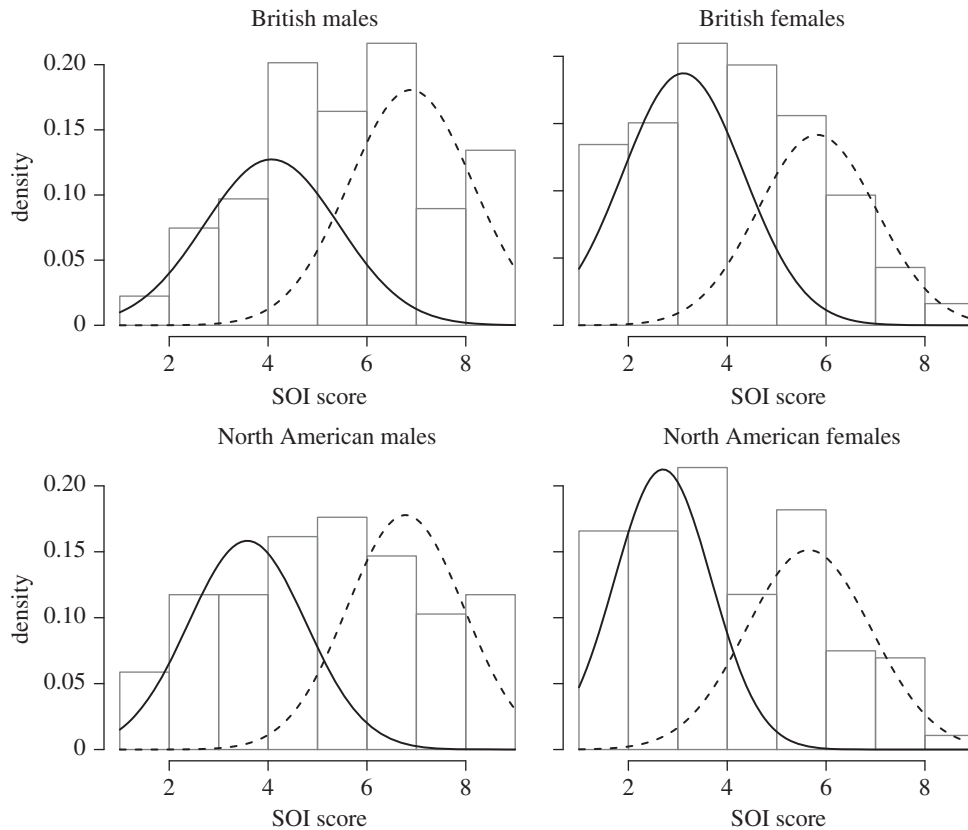 British males
British females
0.20
0.15
0.10
0.05
0
density
2 4 6 8
2 4 6 8
SOI score
SOI score
North American males
North American females
0.20
0.15
0.10
0.05
0
density
2 4 6 8
2 4 6 8
SOI score
SOI score